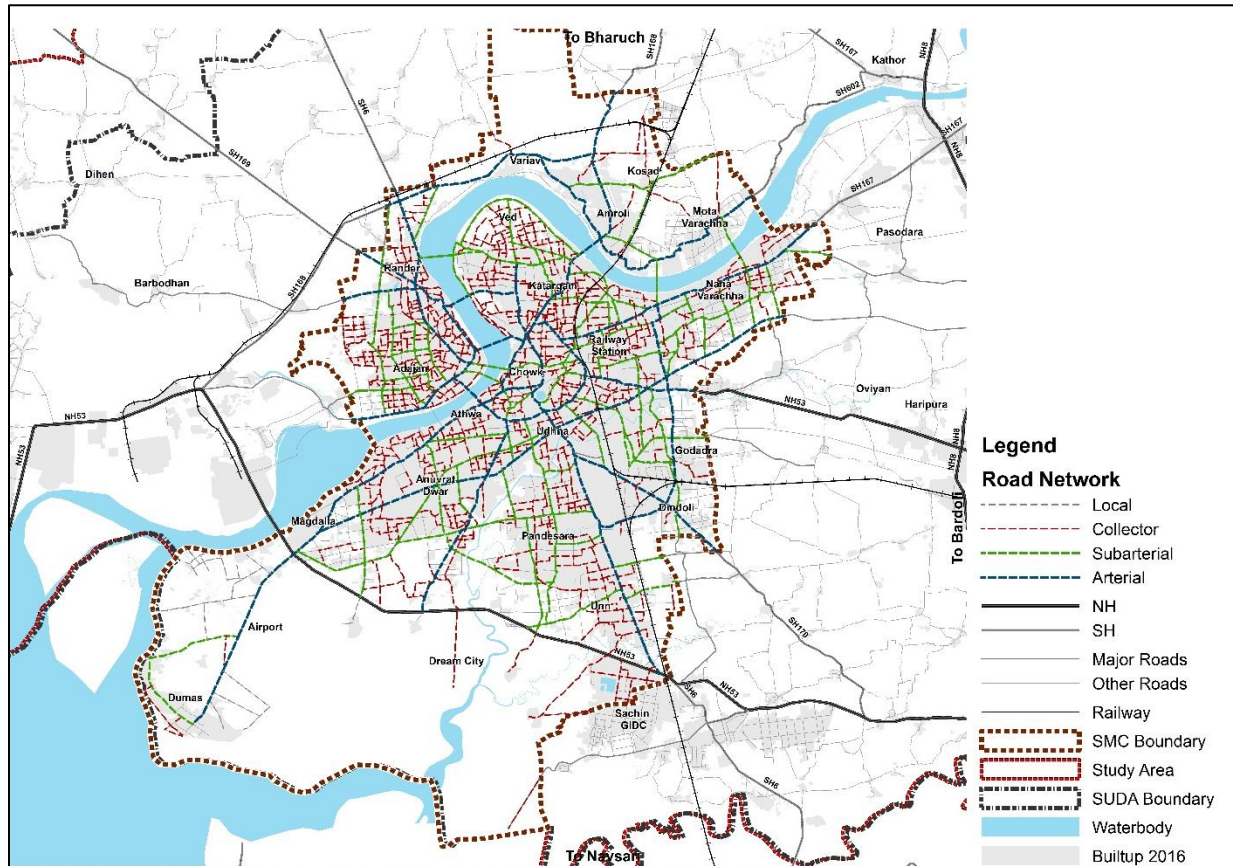 To Bharuch
SH167
NH8
SH168
Kathor
SH6
SH602
SH168
SH167
NH8
Variav
Kosad
Dihen
Ved
Amroli
Mota
Varachha
Pasodara
Rander
Barbodhan
SH168
Katargam
Nana
Varachha
Railway
Station
Adajan
Chowk
Oviyan
NH53
Haripura
NH53
Athwa
Udhna
NH8
NH53
Godadra
NH8
Anuvrat
Dwar
Magdalla
Dindoli
To Bardoli
Pandesara
Unn
SH170
Airport
Dream City
NH53
Dumas
SH6
NH53
Sachin
GIDC
SH6
To Navsari
Legend
Road Network
Local
Collector
Subarterial
Arterial
NH
SH
Major Roads
Other Roads
Railway
SMC Boundary
Study Area
SUDA Boundary
Waterbody
Builtup 2016